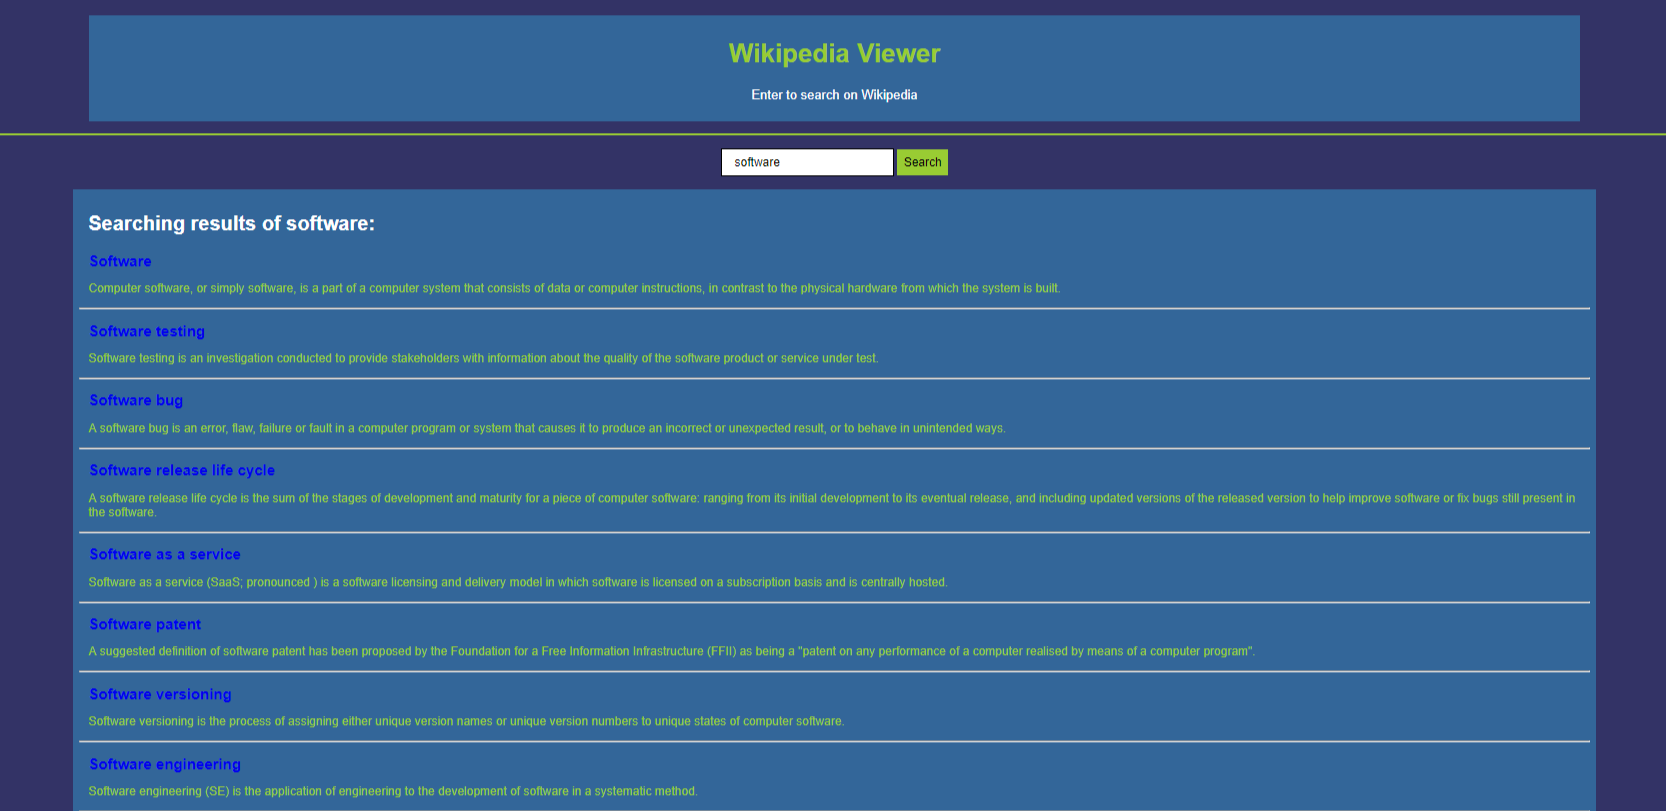 Wikipedia Viewer
Enter to search on Wikipedia
software Search
Searching results of software:
Software
Computer software, or simply software, is a part of a computer system that consists of data or computer instructions, in contrast to the physical hardware from which the system is built.
Software testing
Software testing is an investigation conducted to provide stakeholders with information about the quality of the software product or service under test.
Software bug
A software bug is an error, flaw, failure or fault in a computer program or system that causes it to produce an incorrect or unexpected result, or to behave in unintended ways.
Software release life cycle
A software release life cycle is the sum of the stages of development and maturity for a piece of computer software: ranging from its initial development to its eventual release, and including updated versions of the released version to help improve software or fix bugs still present in
the software.
Software as a service
Software as a service (SaaS; pronounced ) is a software licensing and delivery model in which software is licensed on a subscription basis and is centrally hosted.
Software patent
A suggested definition of software patent has been proposed by the Foundation for a Free Information Infrastructure (FFII) as being a "patent on any performance of a computer realised by means of a computer program".
Software versioning
Software versioning is the process of assigning either unique version names or unique version numbers to unique states of computer software.
Software engineering
Software engineering (SE) is the application of engineering to the development of software in a systematic method.